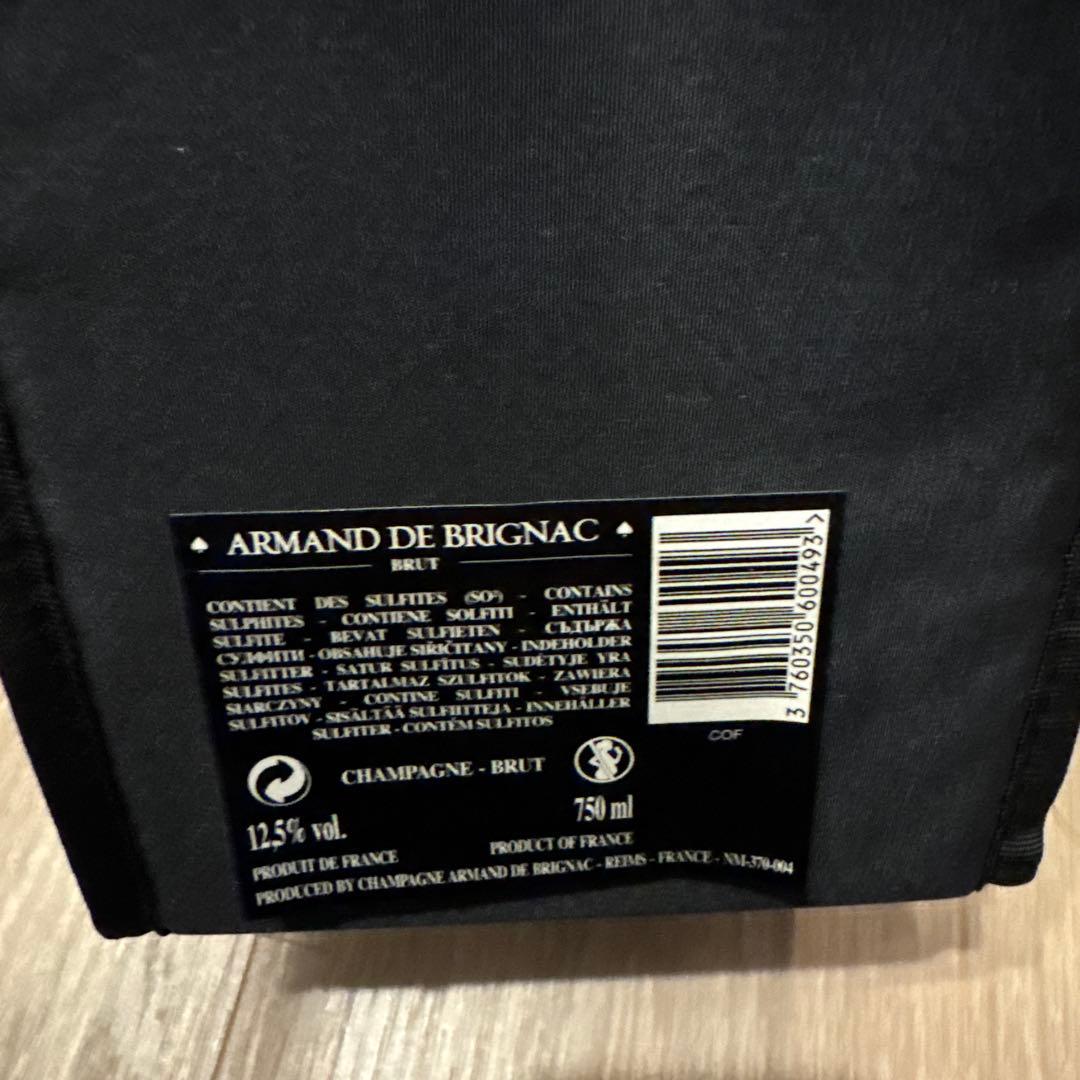 ♠ ARMAND DE BRIGNAC ♠
BRUT
CONTIENT DES SULFITES (SO²) - CONTAINS
SULPHITES - CONTIENE SOLFITI - ENTHÄLT
SULFITE - BEVAT SULFIETEN - СЪДЪРЖА
СУЛФИТИ - OBSAHUJE SIŘIČITANY - INDEHOLDER
SULFITTER - SATUR SULFĪTUS - SUDĖTYJE YRA
SULFITES - TARTALMAZ SZULFITOK - ZAWIERA
SIARCZYNY - CONTINE SULFITI - VSEBUJE
SULFITOV - SISÄLTÄÄ SULFIITTEJA - INNEHÅLLER
SULFITER - CONTÉM SULFITOS
CHAMPAGNE - BRUT
12,5% vol.
750 ml
PRODUIT DE FRANCE
PRODUCT OF FRANCE
PRODUCED BY CHAMPAGNE ARMAND DE BRIGNAC - REIMS - FRANCE - NM-370-004
3 760350 600493 >
COF